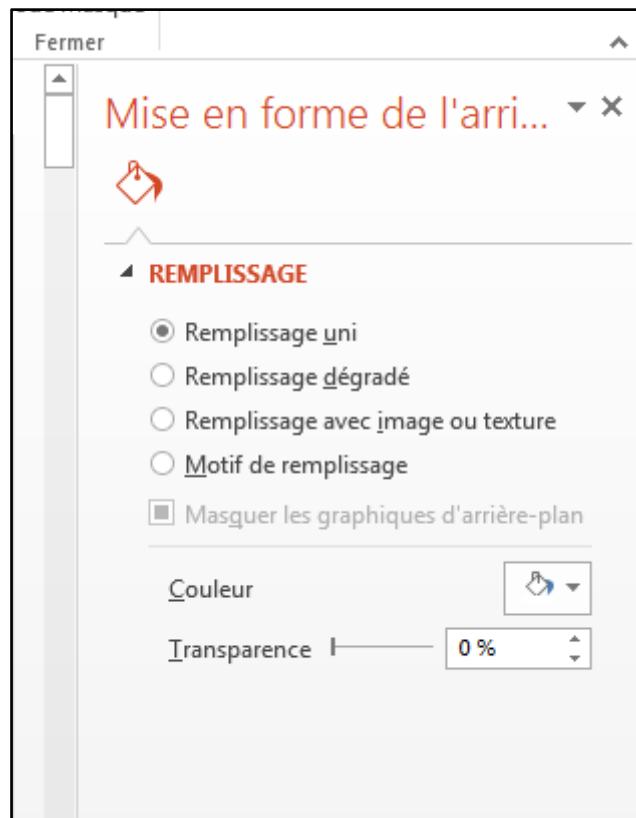 Fermer
Mise en forme de l'arri...
REMPLISSAGE
Remplissage uni
Remplissage dégradé
Remplissage avec image ou texture
Motif de remplissage
Masquer les graphiques d'arrière-plan
Couleur
Transparence 0 %